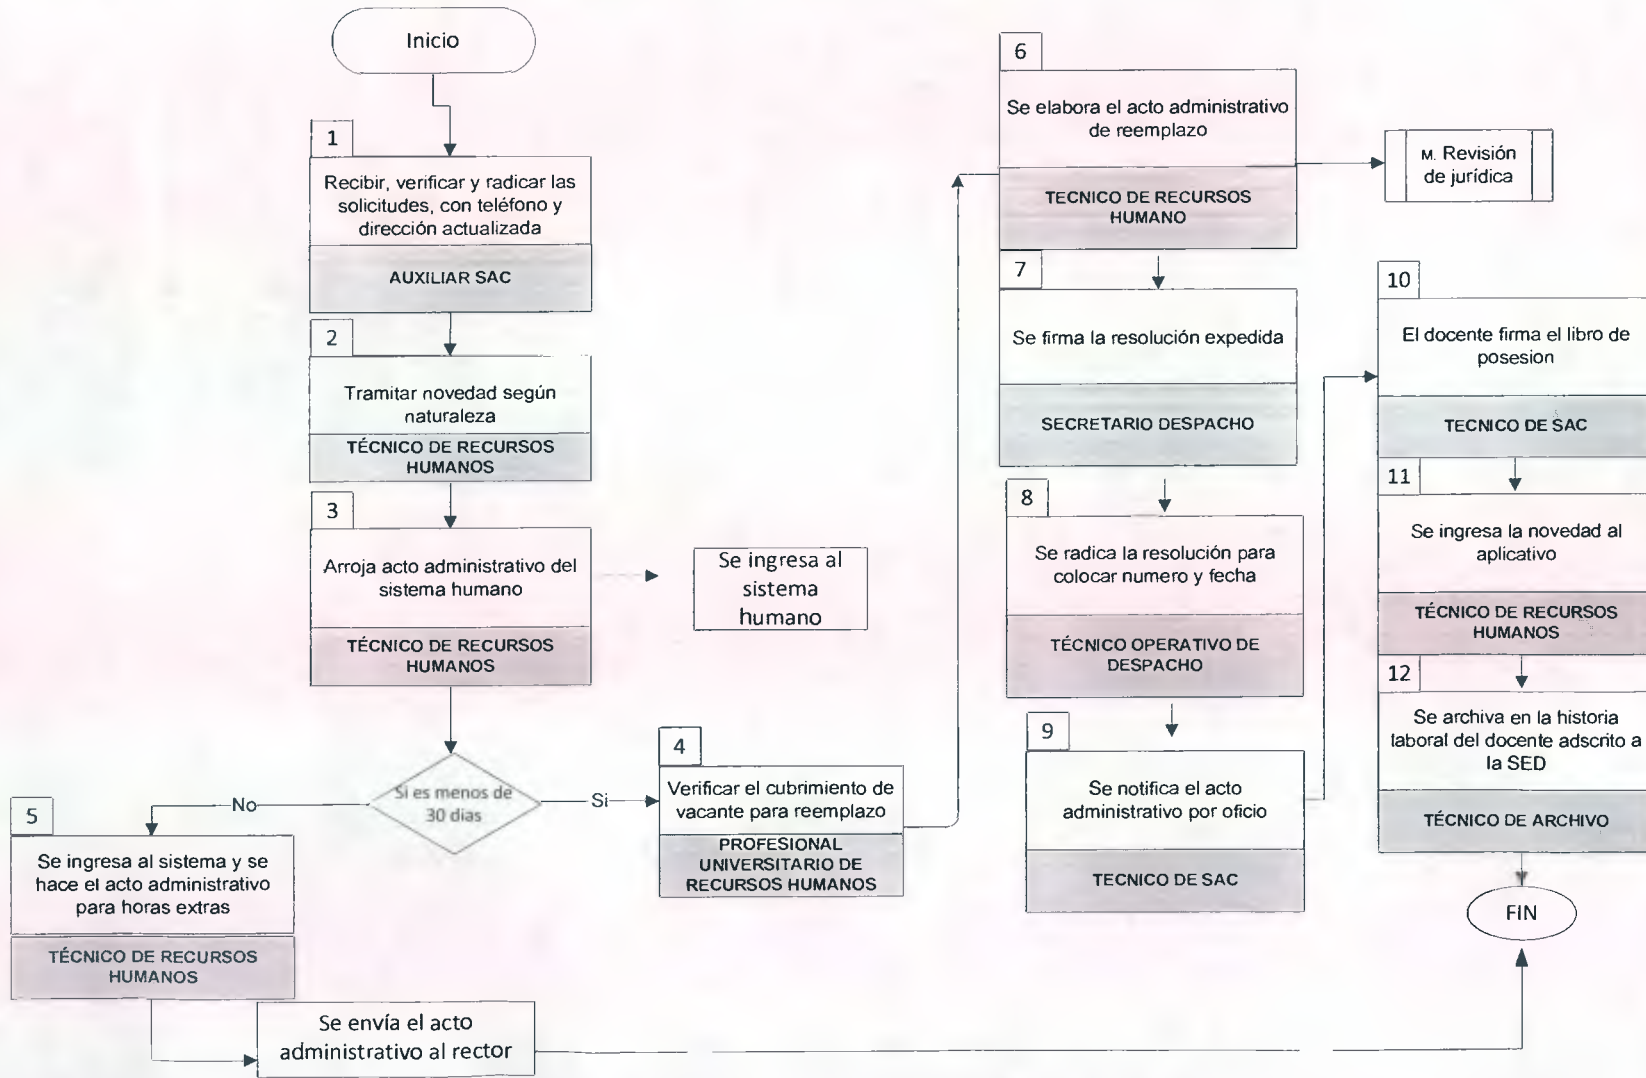 Inicio
1
Recibir, verificar y radicar las
solicitudes, con teléfono y
dirección actualizada
AUXILIAR SAC
2
Tramitar novedad según
naturaleza
TÉCNICO DE RECURSOS
HUMANOS
3
Arroja acto administrativo del
sistema humano
TÉCNICO DE RECURSOS
HUMANOS
Se ingresa al
sistema
humano
Si es menos de
30 dias
No
Si
4
Verificar el cubrimiento de
vacante para reemplazo
PROFESIONAL
UNIVERSITARIO DE
RECURSOS HUMANOS
5
Se ingresa al sistema y se
hace el acto administrativo
para horas extras
TÉCNICO DE RECURSOS
HUMANOS
Se envía el acto
administrativo al rector
6
Se elabora el acto administrativo
de reemplazo
TECNICO DE RECURSOS
HUMANO
M. Revisión
de jurídica
7
Se firma la resolución expedida
SECRETARIO DESPACHO
8
Se radica la resolución para
colocar numero y fecha
TÉCNICO OPERATIVO DE
DESPACHO
9
Se notifica el acto
administrativo por oficio
TECNICO DE SAC
10
El docente firma el libro de
posesion
TECNICO DE SAC
11
Se ingresa la novedad al
aplicativo
TÉCNICO DE RECURSOS
HUMANOS
12
Se archiva en la historia
laboral del docente adscrito a
la SED
TÉCNICO DE ARCHIVO
FIN